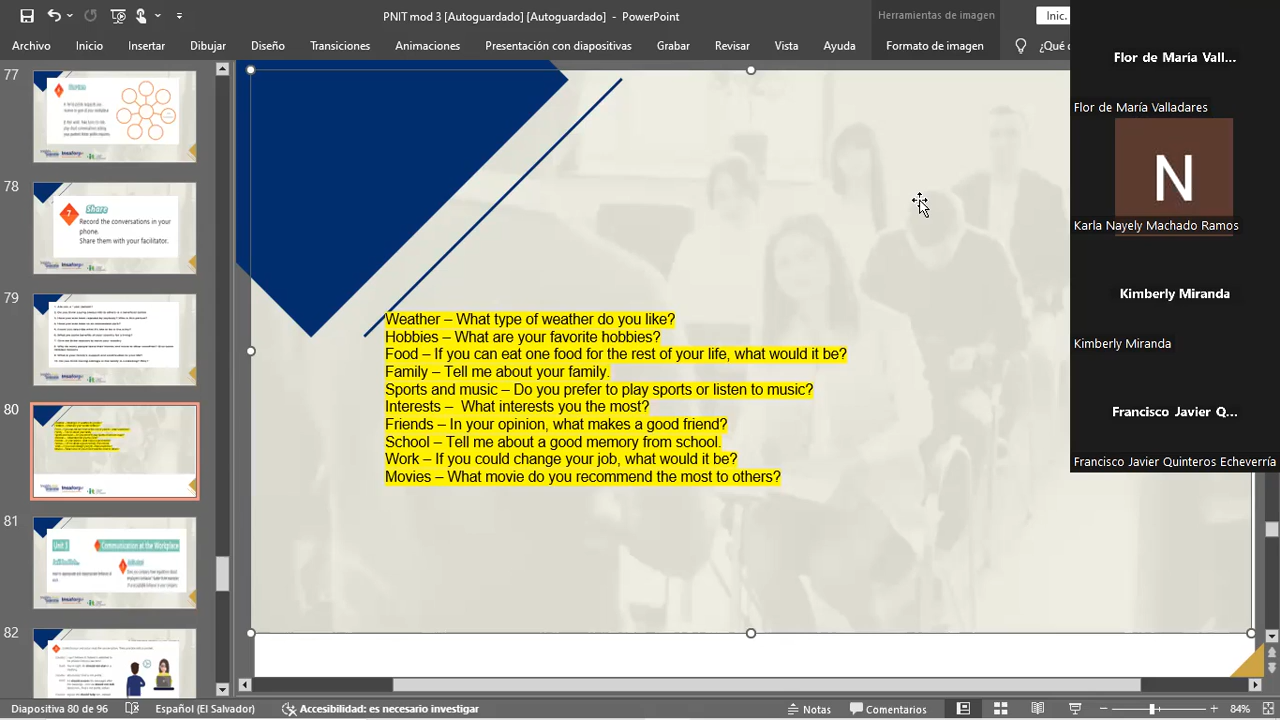 PNIT mod 3 [Autoguardado] [Autoguardado] - PowerPoint
Herramientas de imagen
Inic.
Archivo Inicio Insertar Dibujar Diseño Transiciones Animaciones Presentación con diapositivas Grabar Revisar Vista Ayuda Formato de imagen ¿Qué
Flor de María Vall...
Flor de María Valladares
N
Karla Nayely Machado Ramos
Kimberly Miranda
Kimberly Miranda
Francisco Javier Q...
Francisco Javier Quinteros Echeverría
77
78
7 Share
Record the conversations in your
phone.
Share them with your facilitator.
79
80
81
Unit 3 Communication at the Workplace
82
Weather – What type of weather do you like?
Hobbies – What are your favorite hobbies?
Food – If you can eat one food for the rest of your life, what would it be?
Family – Tell me about your family.
Sports and music – Do you prefer to play sports or listen to music?
Interests – What interests you the most?
Friends – In your opinion, what makes a good friend?
School – Tell me about a good memory from school.
Work – If you could change your job, what would it be?
Movies – What movie do you recommend the most to others?
Diapositiva 80 de 96 Español (El Salvador) Accesibilidad: es necesario investigar Notas Comentarios 84%